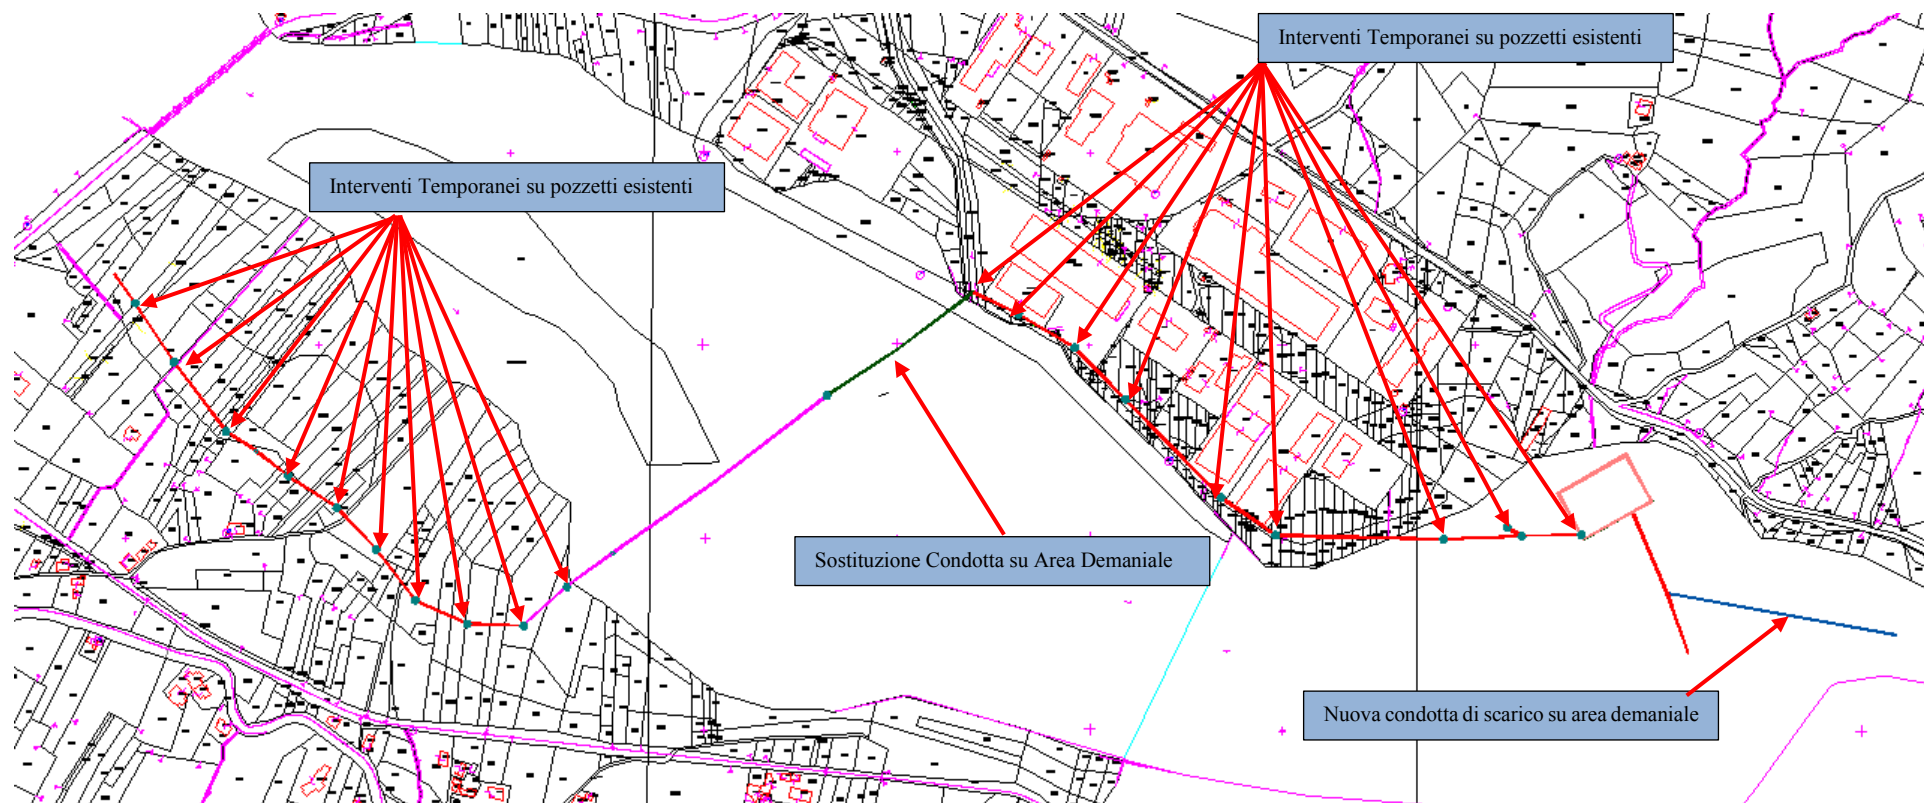 Interventi Temporanei su pozzetti esistenti
Interventi Temporanei su pozzetti esistenti
Sostituzione Condotta su Area Demaniale
Nuova condotta di scarico su area demaniale